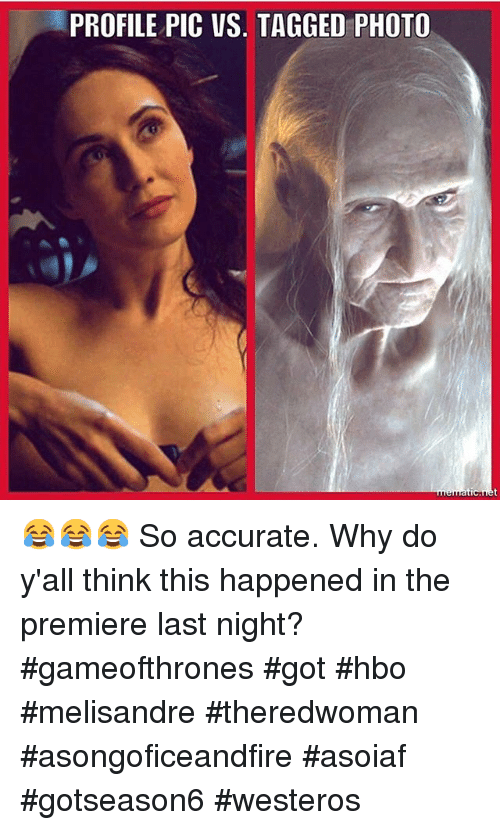 PROFILE PIC VS. TAGGED PHOTO
mematic.net
😂😂😂 So accurate. Why do
y'all think this happened in the
premiere last night?
#gameofthrones #got #hbo
#melisandre #theredwoman
#asongoficeandfire #asoiaf
#gotseason6 #westeros